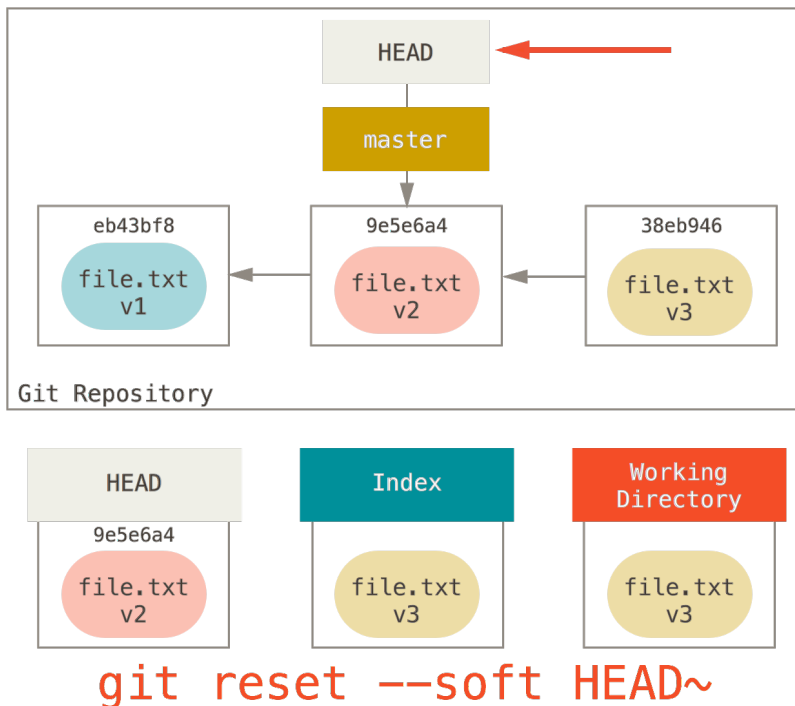 HEAD
master
eb43bf8
9e5e6a4
38eb946
file.txt
v1
file.txt
v2
file.txt
v3
Git Repository
HEAD
Index
Working
Directory
9e5e6a4
file.txt
v2
file.txt
v3
file.txt
v3
git reset --soft HEAD~